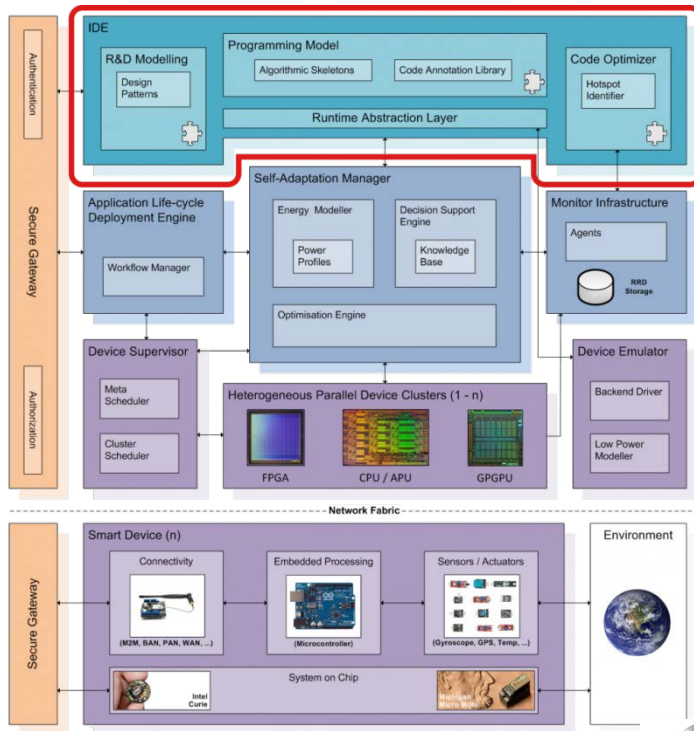 IDE
Authentication
Secure Gateway
Authorization
R&D Modelling
Design
Patterns
Programming Model
Algorithmic Skeletons
Code Annotation Library
Runtime Abstraction Layer
Code Optimizer
Hotspot
Identifier
Application Life-cycle
Deployment Engine
Workflow Manager
Self-Adaptation Manager
Energy Modeller
Power
Profiles
Decision Support
Engine
Knowledge
Base
Optimisation Engine
Monitor Infrastructure
Agents
RRD
Storage
Device Supervisor
Meta
Scheduler
Cluster
Scheduler
Heterogeneous Parallel Device Clusters (1 - n)
FPGA
CPU / APU
GPGPU
Device Emulator
Backend Driver
Low Power
Modeller
Network Fabric
Secure Gateway
Smart Device (n)
Connectivity
(M2M, BAN, PAN, WAN, ...)
Embedded Processing
(Microcontroller)
Sensors / Actuators
(Gyroscope, GPS, Temp, ...)
System on Chip
Intel
Curie
Michigan
Micro Mote
Environment